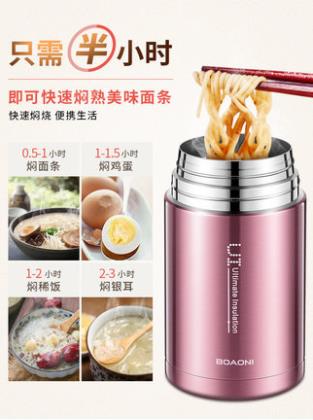 只需半小时
即可快速焖熟美味面条
快速焖烧 便携生活
0.5-1小时
焖面条
1-1.5小时
焖鸡蛋
1-2小时
焖稀饭
2-3小时
焖银耳
UI
Ultimate Insulation
BOAONI